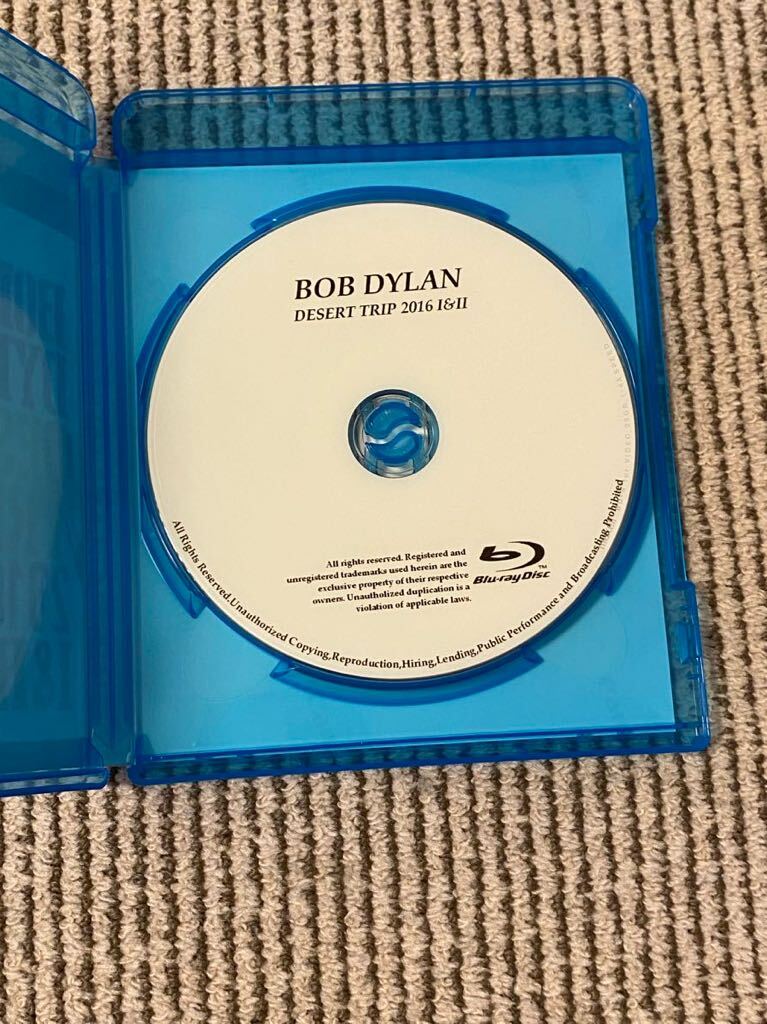 BOB DYLAN
DESERT TRIP 2016 I&II
All rights reserved. Registered and
unregistered trademarks used herein are the
exclusive property of their respective
owners. Unautholized duplication is a
violation of applicable laws.
Blu-ray Disc
TM
All Rights Reserved.Unauthorized Copying,Reproduction,Hiring,Lending,Public Performance and Broadcasting Prohibited